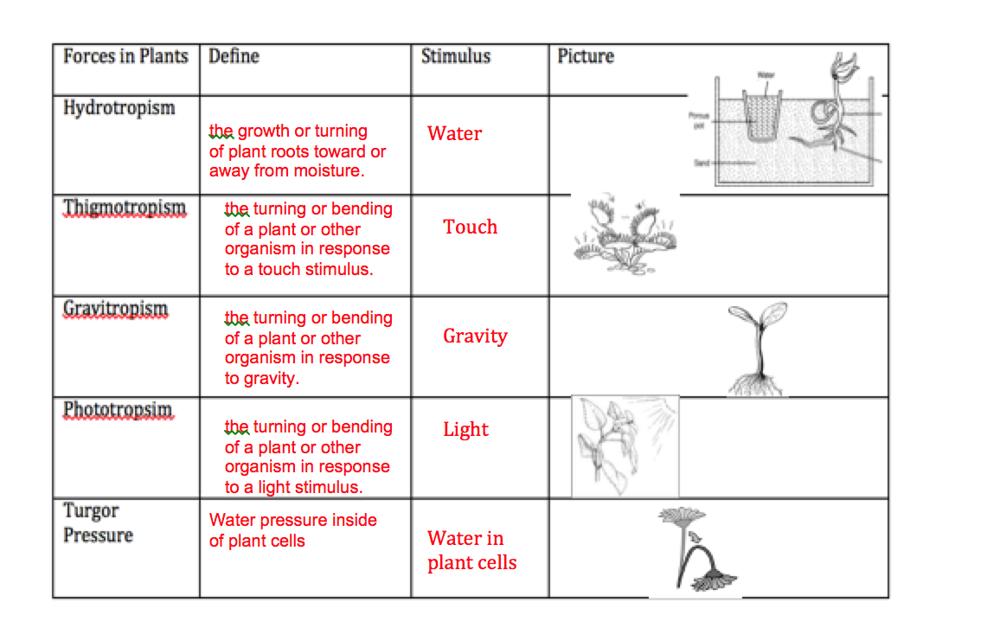 Forces in Plants Define Stimulus Picture
Water
Porous
pot
Sand
Hydrotropism
the growth or turning
of plant roots toward or
away from moisture.
Water
Thigmotropism
the turning or bending
of a plant or other
organism in response
to a touch stimulus.
Touch
Gravitropism
the turning or bending
of a plant or other
organism in response
to gravity.
Gravity
Phototropsim
the turning or bending
of a plant or other
organism in response
to a light stimulus.
Light
Turgor
Pressure
Water pressure inside
of plant cells
Water in
plant cells